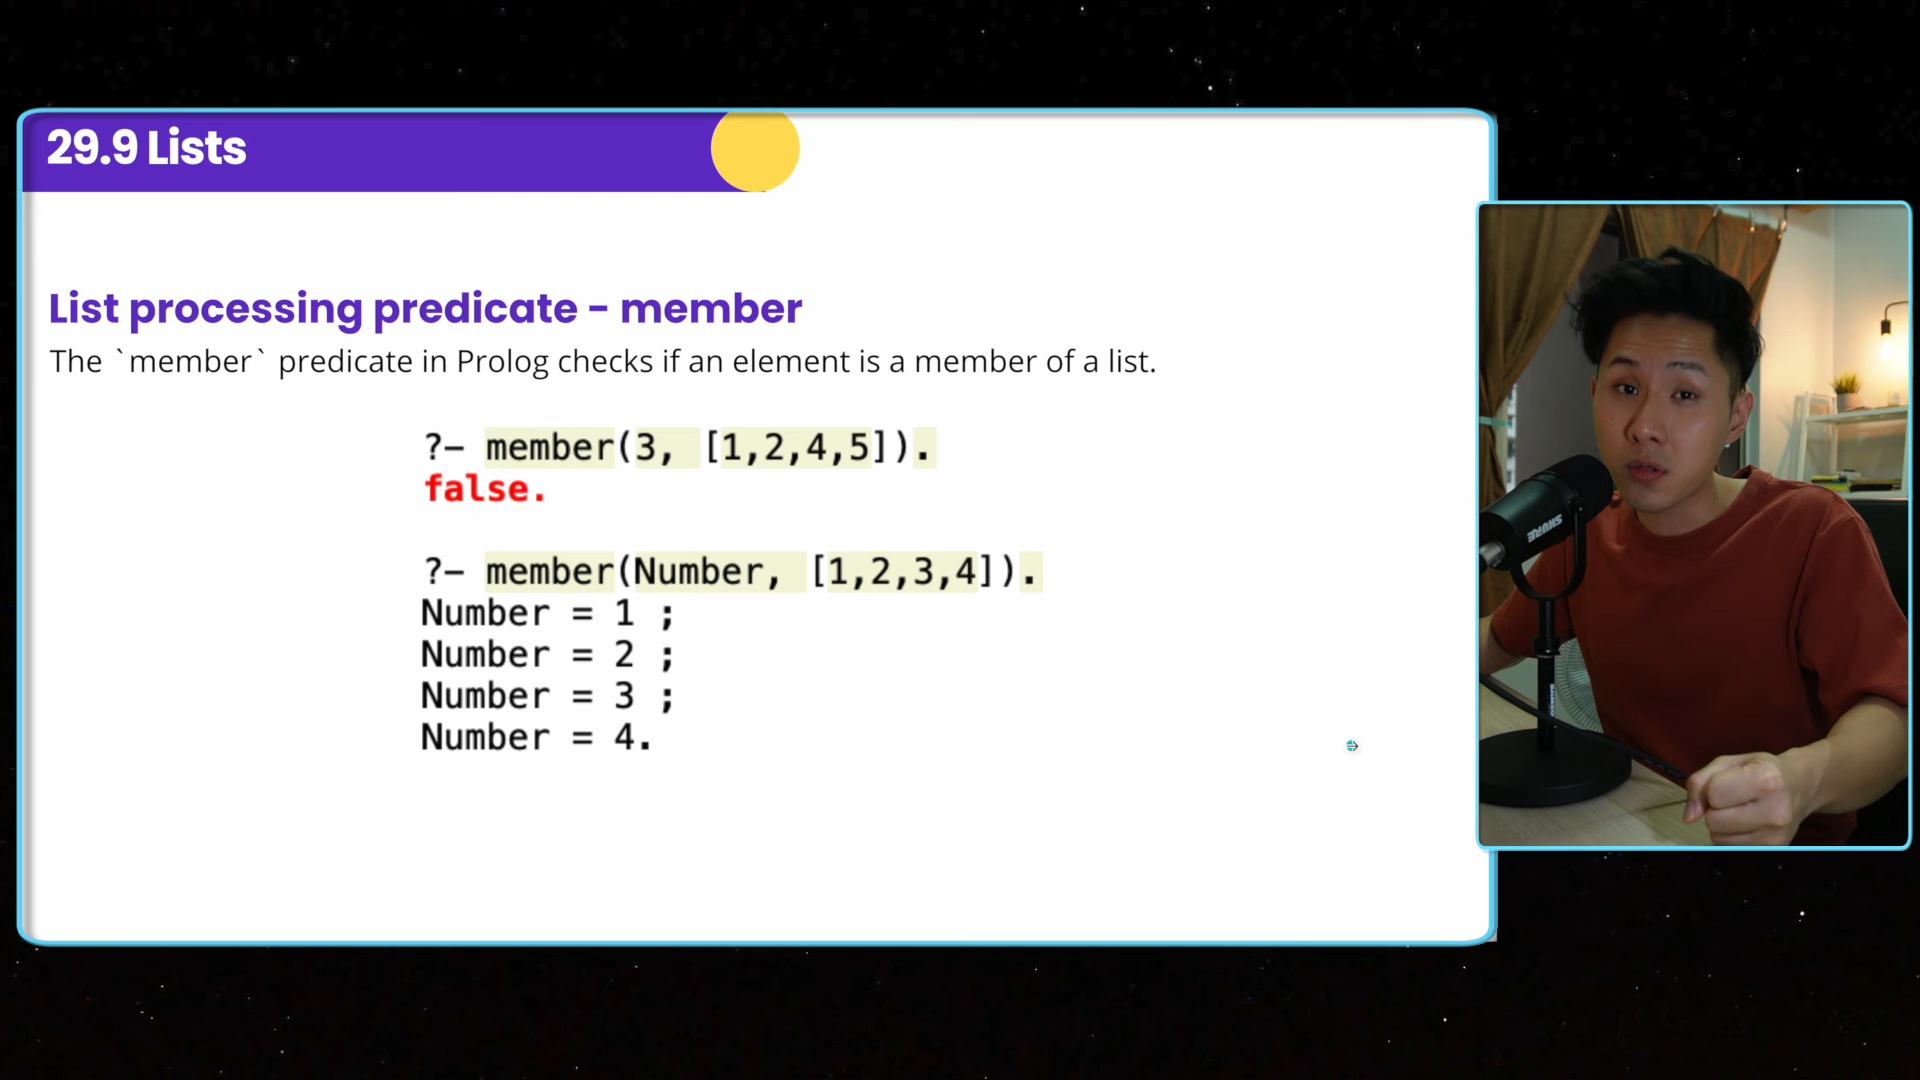 29.9 Lists
List processing predicate - member
The `member` predicate in Prolog checks if an element is a member of a list.
?- member(3, [1,2,4,5]).
false.
?- member(Number, [1,2,3,4]).
Number = 1 ;
Number = 2 ;
Number = 3 ;
Number = 4.
SHURE